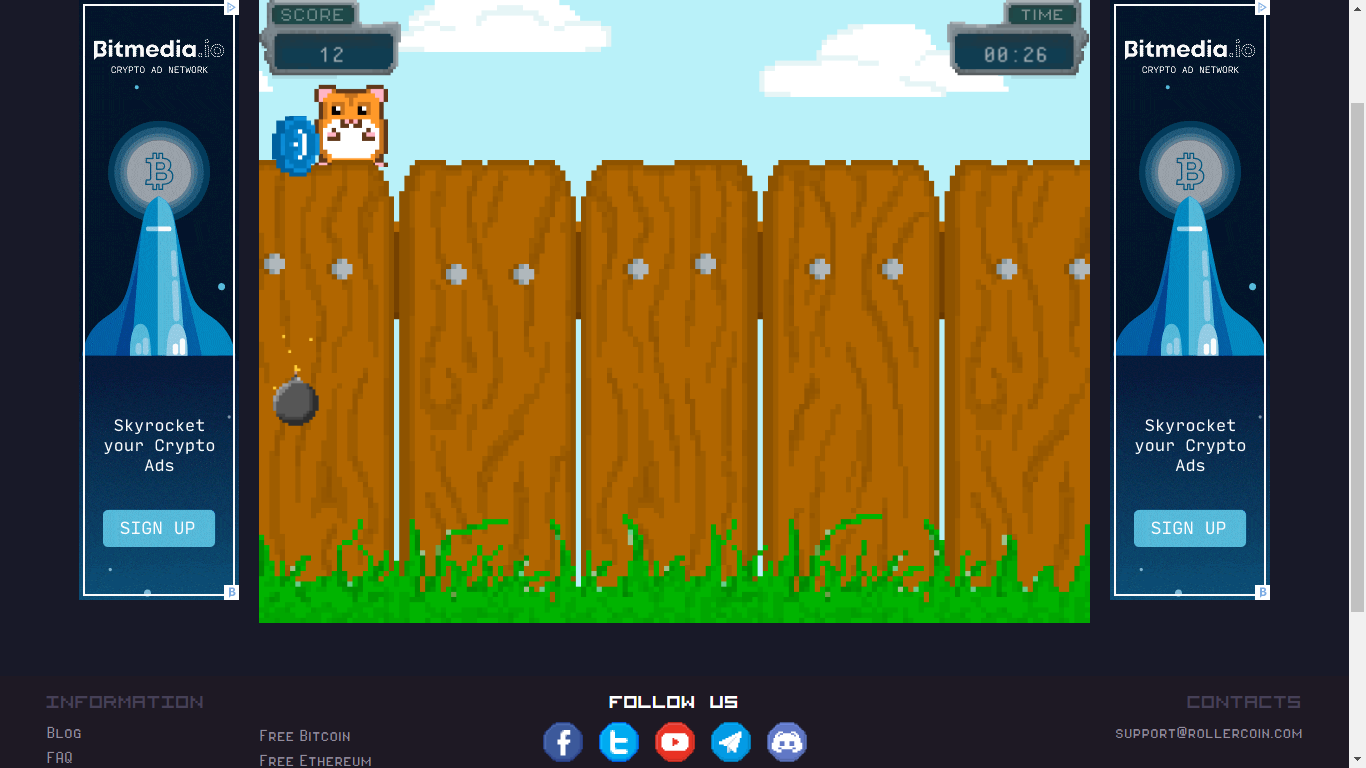 Bitmedia.io
CRYPTO AD NETWORK
Skyrocket
your Crypto
Ads
SIGN UP
SCORE
12
TIME
00:26
Bitmedia.io
CRYPTO AD NETWORK
Skyrocket
your Crypto
Ads
SIGN UP
INFORMATION
Blog
FAQ
Free Bitcoin
Free Ethereum
FOLLOW US
CONTACTS
support@rollercoin.com